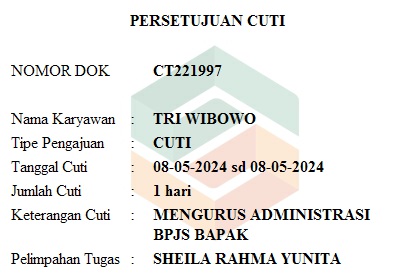 PERSETUJUAN CUTI
NOMOR DOK CT221997
Nama Karyawan : TRI WIBOWO
Tipe Pengajuan : CUTI
Tanggal Cuti : 08-05-2024 sd 08-05-2024
Jumlah Cuti : 1 hari
Keterangan Cuti : MENGURUS ADMINISTRASI
BPJS BAPAK
Pelimpahan Tugas : SHEILA RAHMA YUNITA